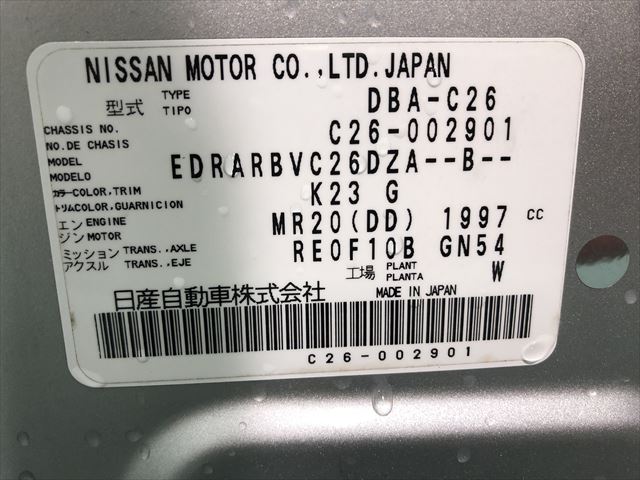 NISSAN MOTOR CO.,LTD.JAPAN
型式 TYPE TIPO DBA-C26
CHASSIS NO. NO.DE CHASIS C26-002901
MODEL MODELO EDRARBVC26DZA--B--
カラー COLOR,TRIM トリム COLOR,GUARNICION K23 G
エンジン ENGINE MOTOR MR20(DD) 1997 CC
ミッション TRANS.,AXLE アクスル TRANS.,EJE RE0F10B GN54
工場 PLANT PLANTA W
日産自動車株式会社 MADE IN JAPAN
C26-002901